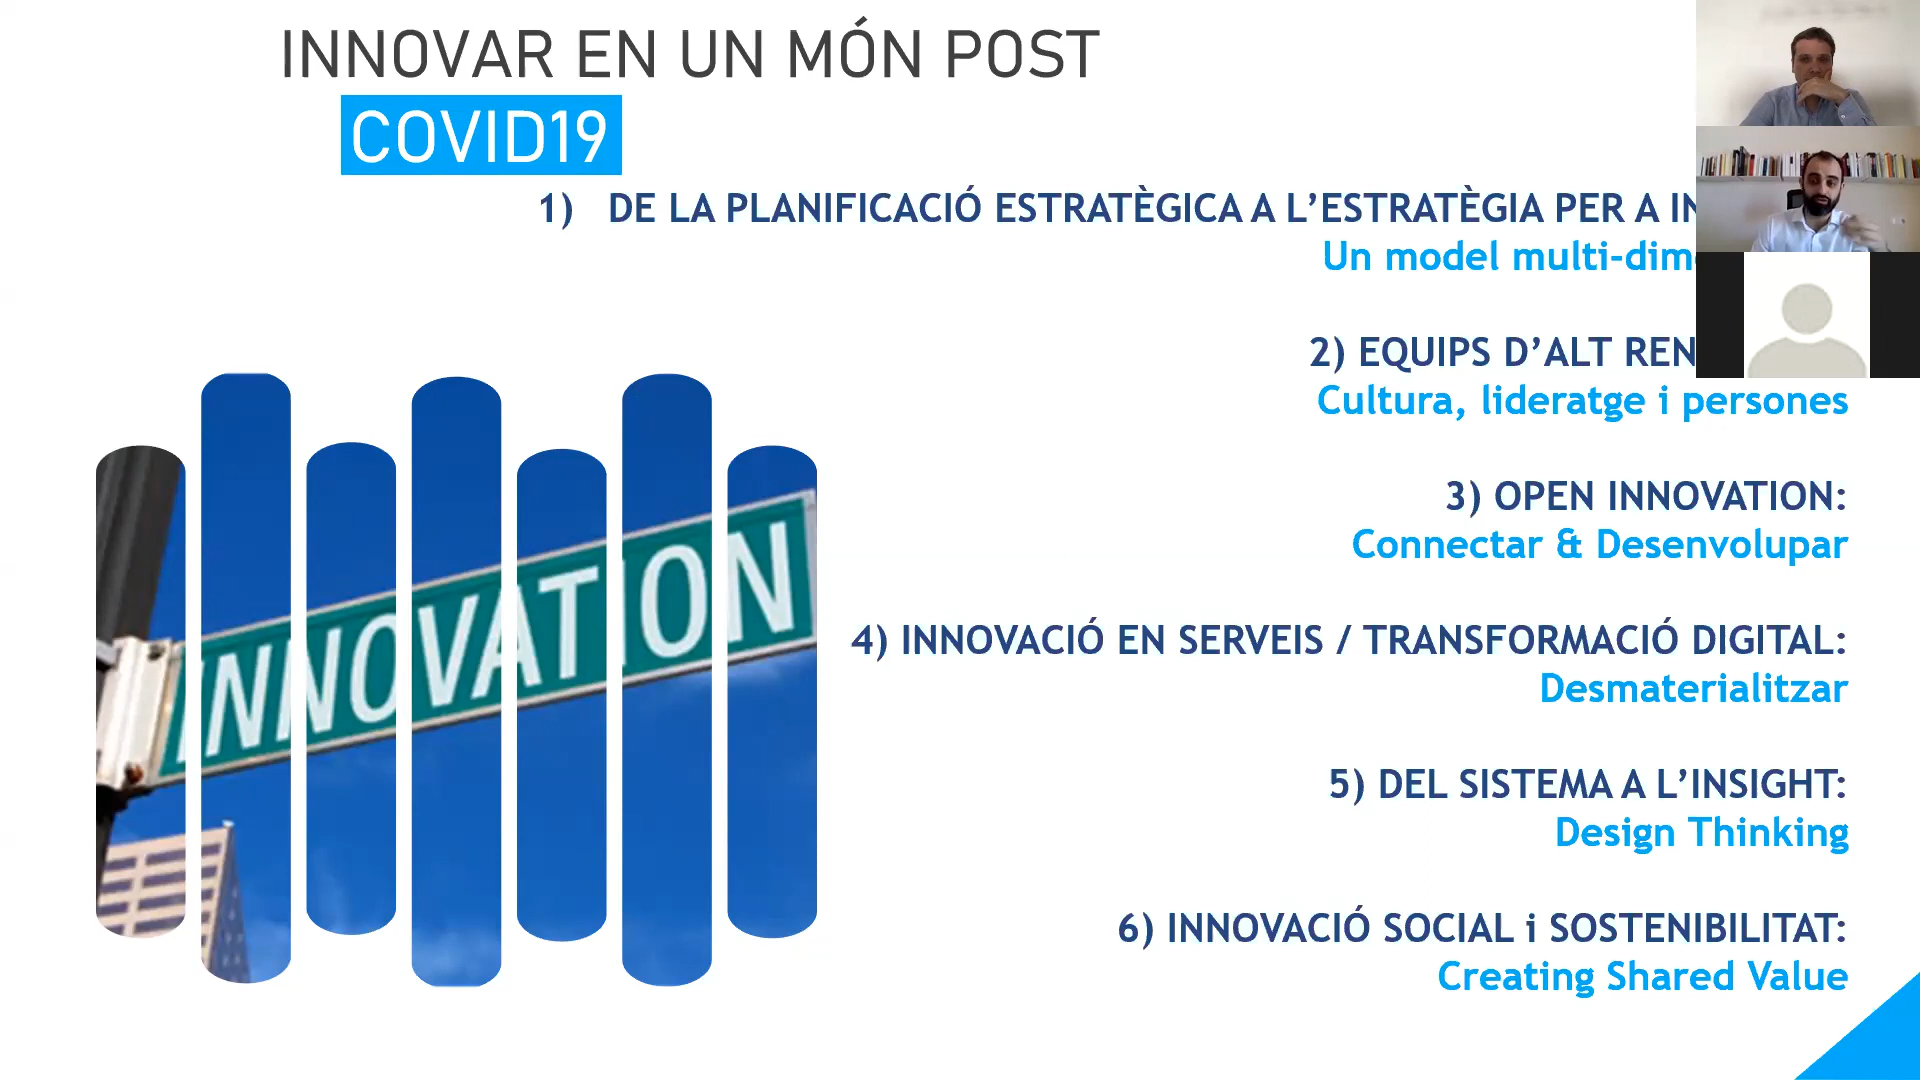 INNOVAR EN UN MÓN POST
COVID19
1) DE LA PLANIFICACIÓ ESTRATÈGICA A L’ESTRATÈGIA PER A
Un model
2) EQUIPS D’ALT
Cultura, lideratge i persones
3) OPEN INNOVATION:
Connectar & Desenvolupar
INNOVATION
4) INNOVACIÓ EN SERVEIS / TRANSFORMACIÓ DIGITAL:
Desmaterialitzar
5) DEL SISTEMA A L’INSIGHT:
Design Thinking
6) INNOVACIÓ SOCIAL i SOSTENIBILITAT:
Creating Shared Value